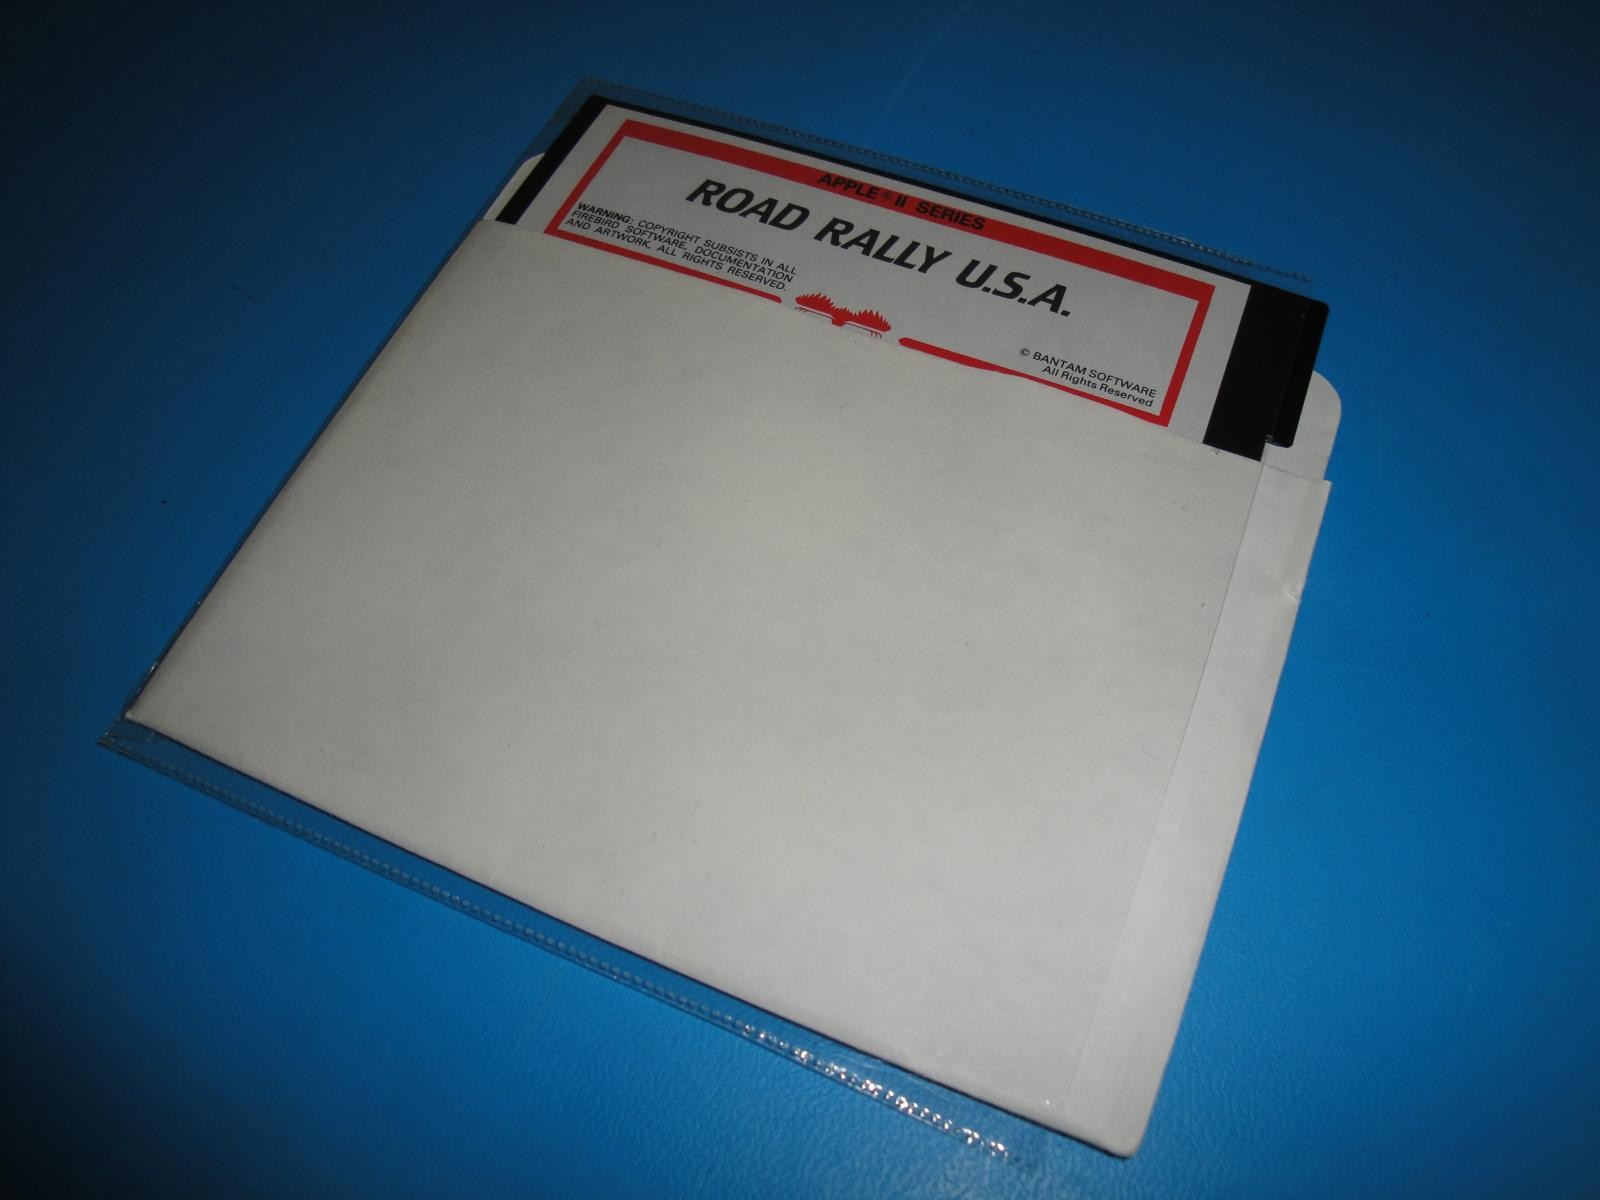 APPLE® II SERIES
ROAD RALLY U.S.A.
WARNING: COPYRIGHT SUBSISTS IN ALL
FIREBIRD SOFTWARE, DOCUMENTATION
AND ARTWORK, ALL RIGHTS RESERVED.
© BANTAM SOFTWARE
All Rights Reserved